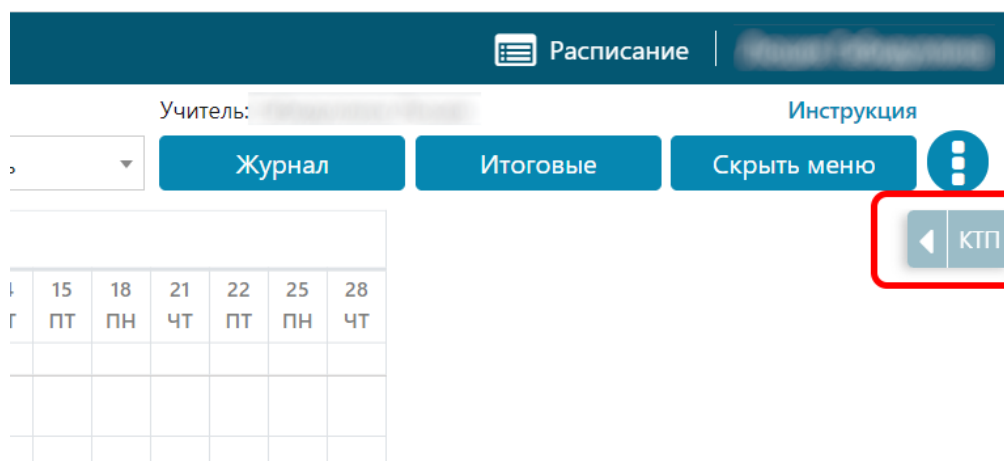 Расписание
Учитель:
Инструкция
Журнал Итоговые Скрыть меню
КТП
15 18 21 22 25 28
ПТ ПН ЧТ ПТ ПН ЧТ